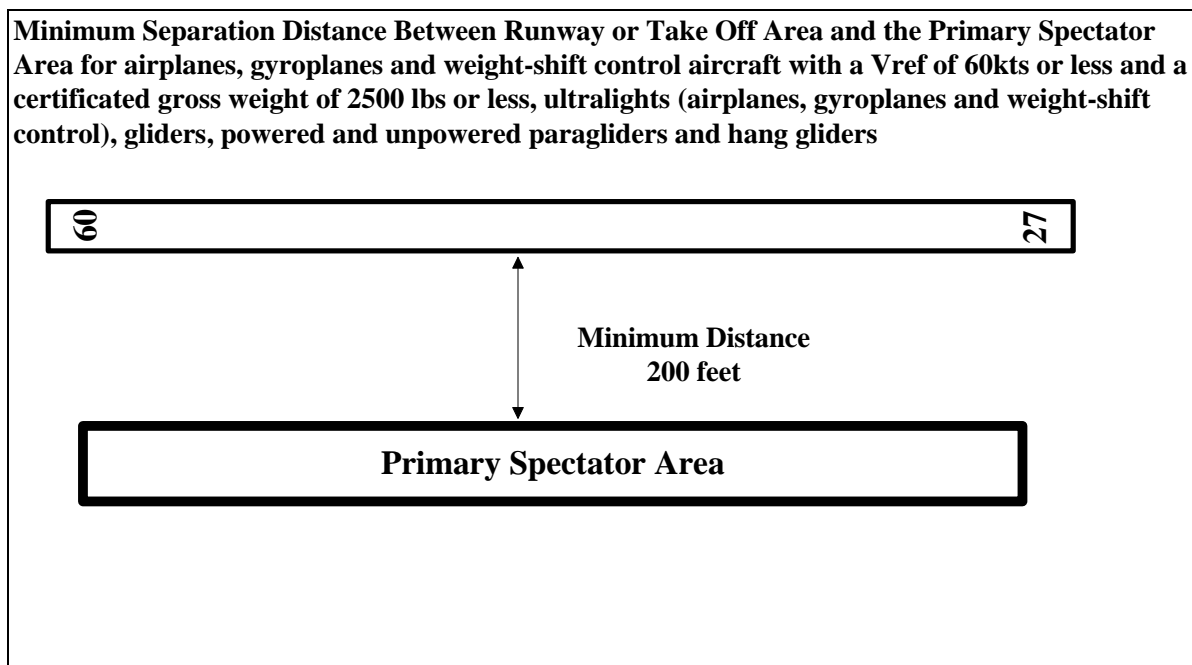 Minimum Separation Distance Between Runway or Take Off Area and the Primary Spectator
Area for airplanes, gyroplanes and weight-shift control aircraft with a Vref of 60kts or less and a
certificated gross weight of 2500 lbs or less, ultralights (airplanes, gyroplanes and weight-shift
control), gliders, powered and unpowered paragliders and hang gliders
09
27
Minimum Distance
200 feet
Primary Spectator Area